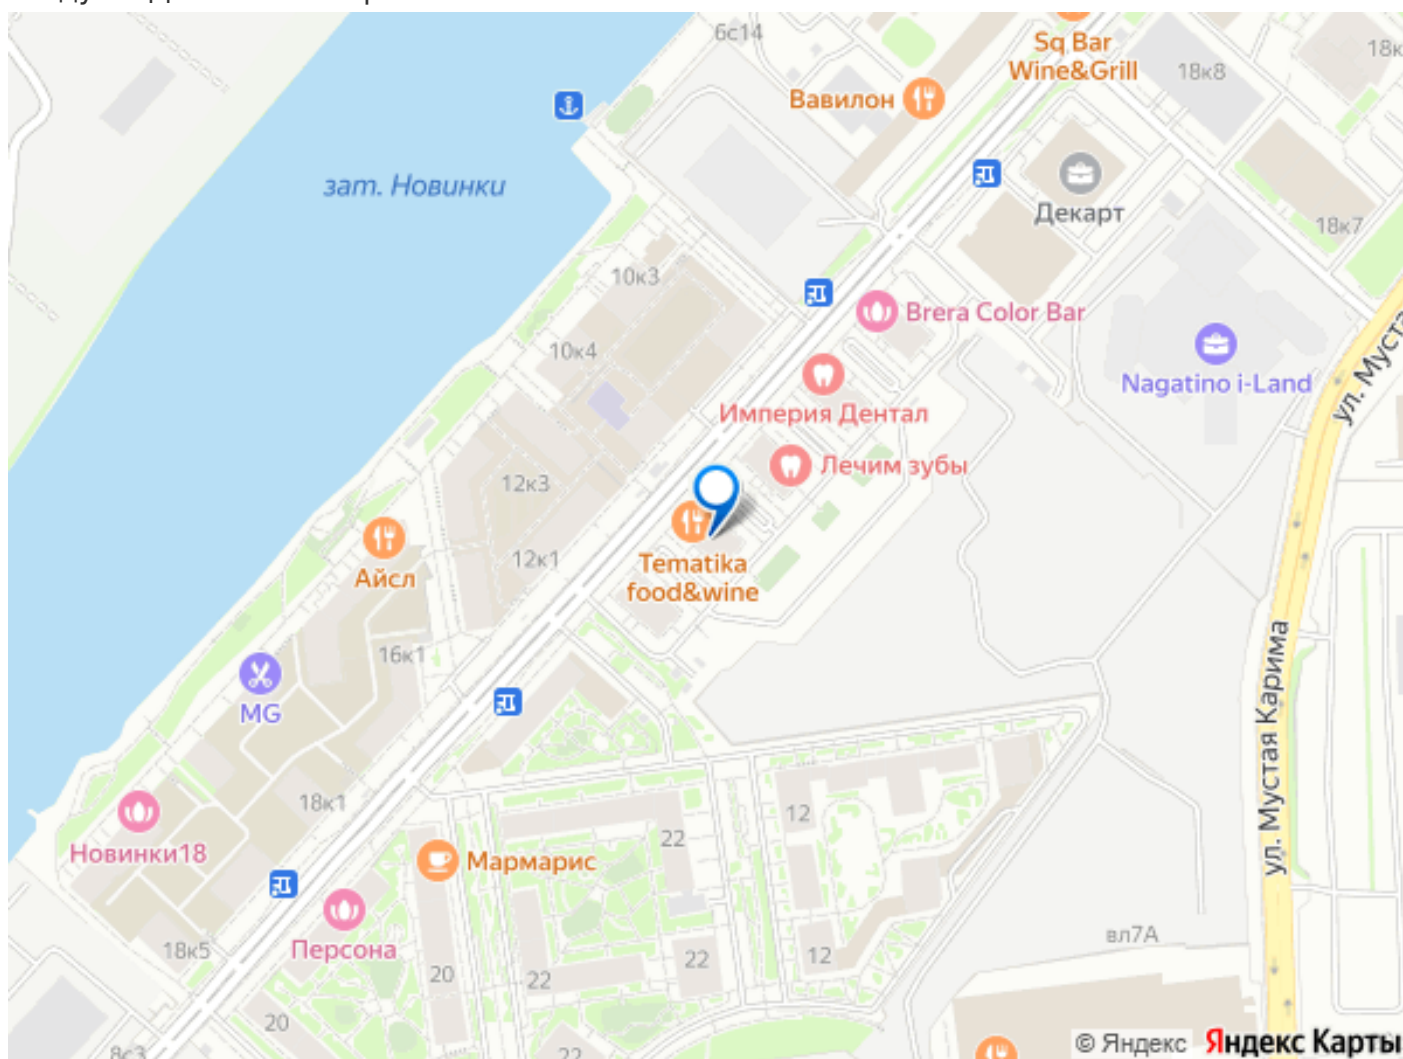 6с14
Sq Bar
Wine&Grill
18к8
Вавилон
зат. Новинки
Декарт
18к7
10к3
Brera Color Bar
10к4
Nagatino i-Land
Империя Дентал
Лечим зубы
12к3
12к1
Tematika
food&wine
Айсл
16к1
MG
ул. Мустая Карима
18к1
12
22
Новинки18
Мармарис
Персона
18к5
вл7А
20
22
22
12
20
22
8с3
© Яндекс Яндекс Карты